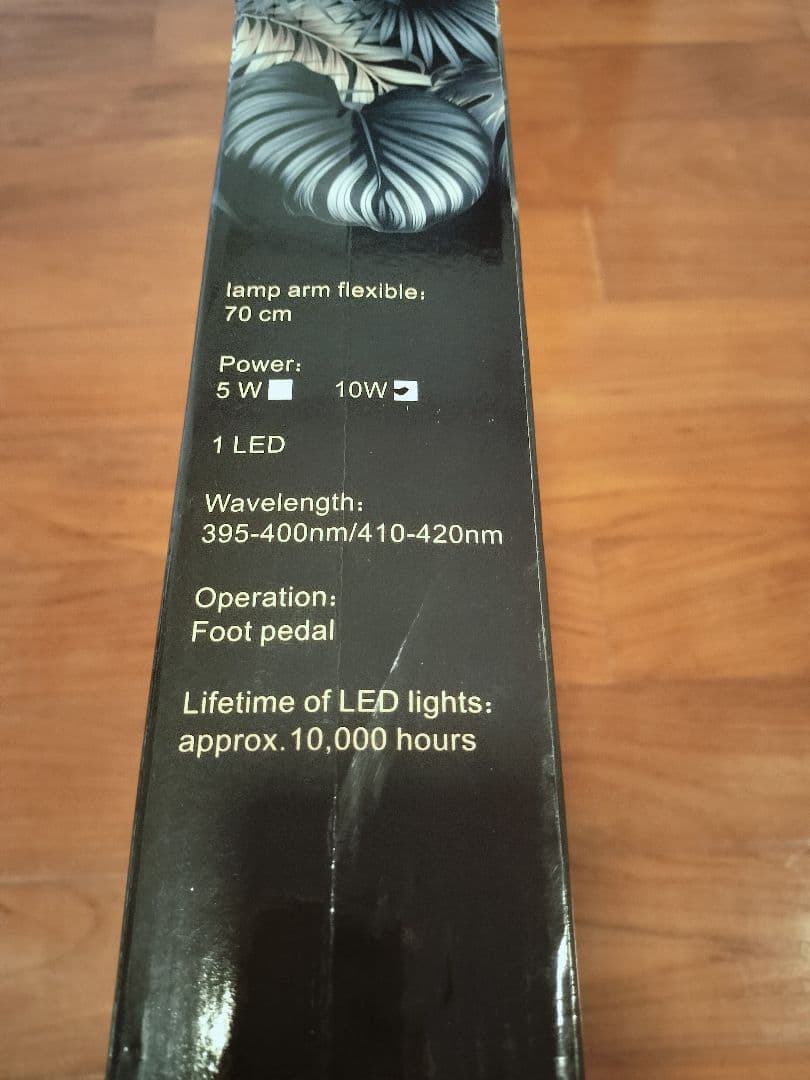 lamp arm flexible:
70 cm
Power:
5 W 10W
1 LED
Wavelength:
395-400nm/410-420nm
Operation:
Foot pedal
Lifetime of LED lights:
approx.10,000 hours